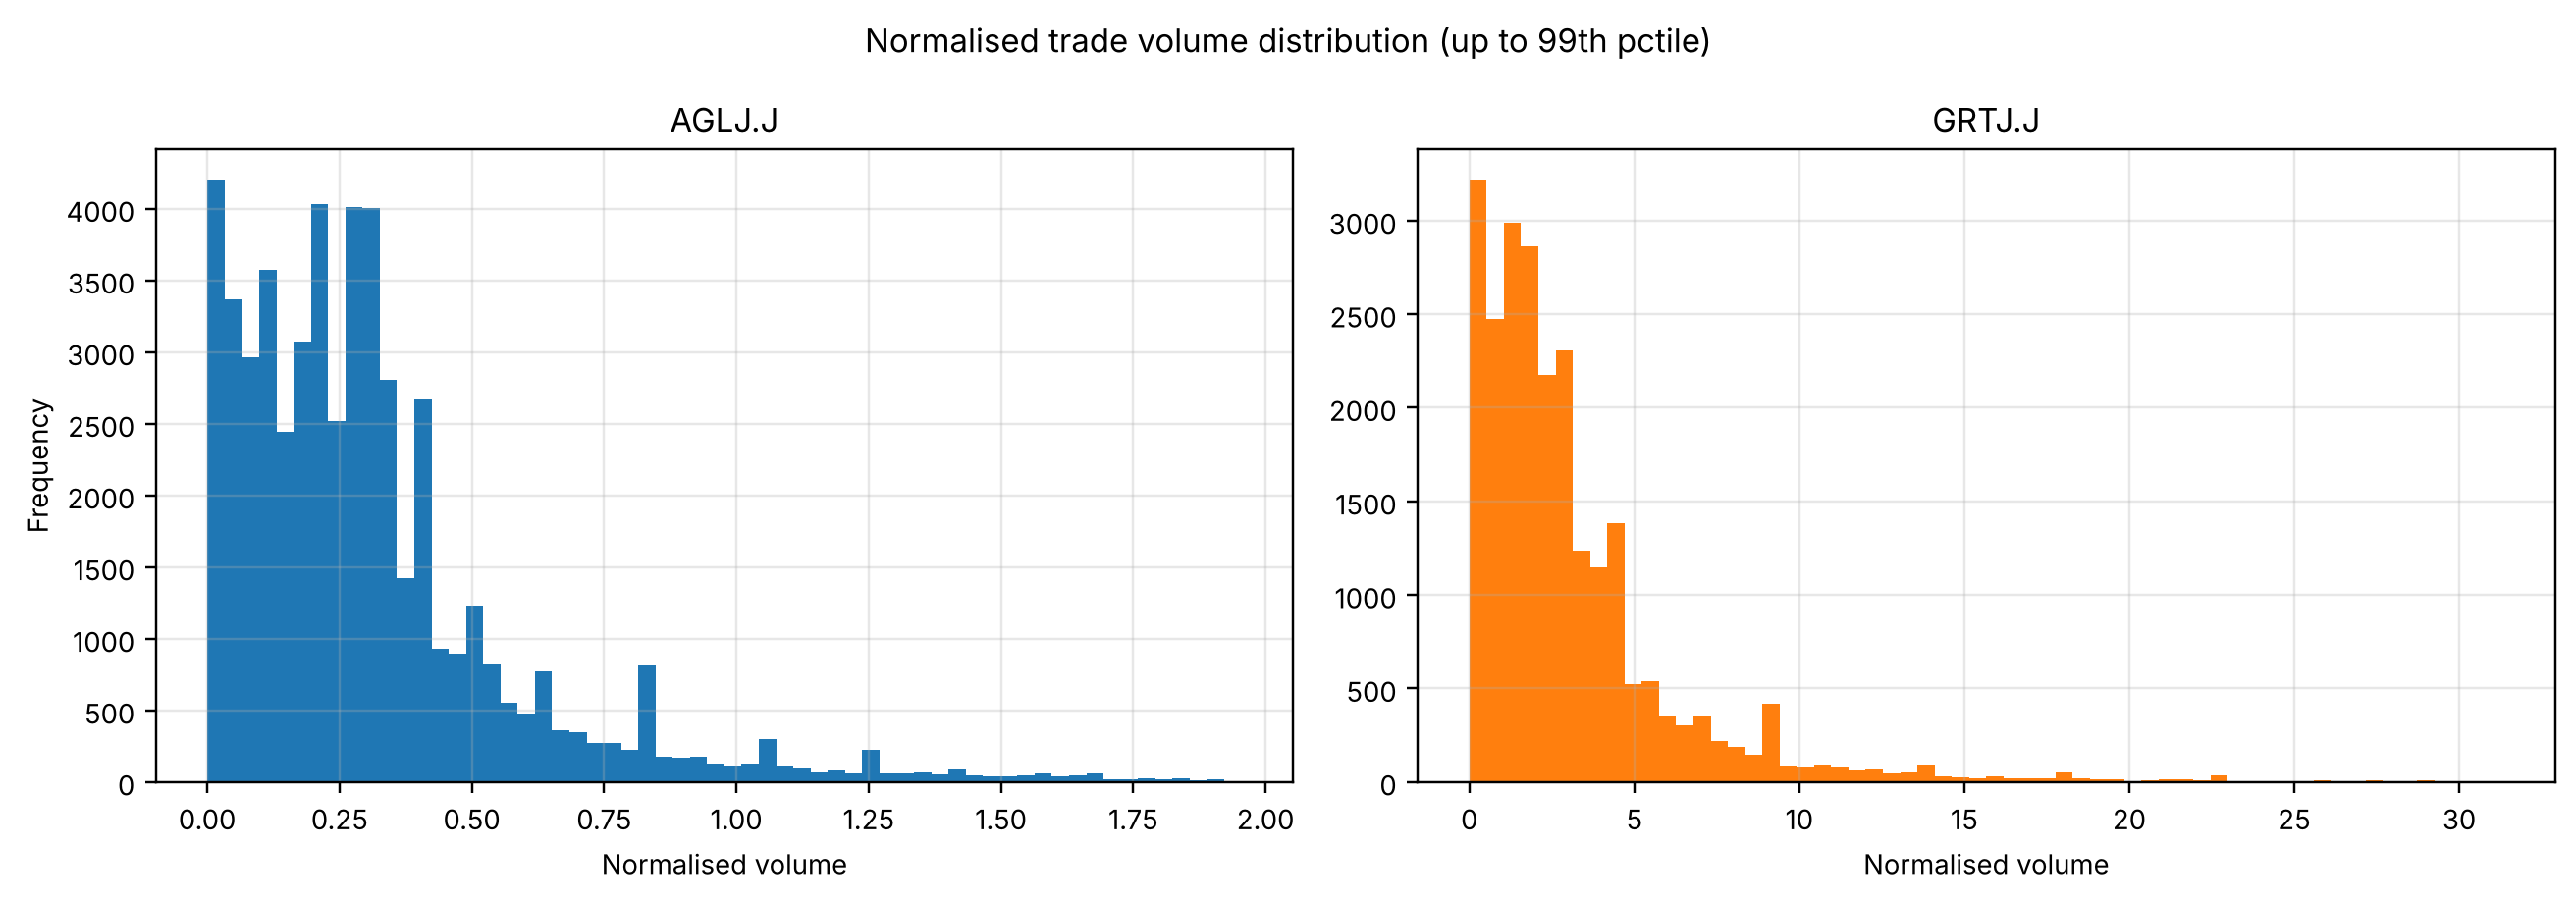 Normalised trade volume distribution (up to 99th pctile)
AGLJ.J
4000
3500
3000
2500
2000
1500
1000
500
0
Frequency
0.00 0.25 0.50 0.75 1.00 1.25 1.50 1.75 2.00
Normalised volume
GRTJ.J
3000
2500
2000
1500
1000
500
0
0 5 10 15 20 25 30
Normalised volume